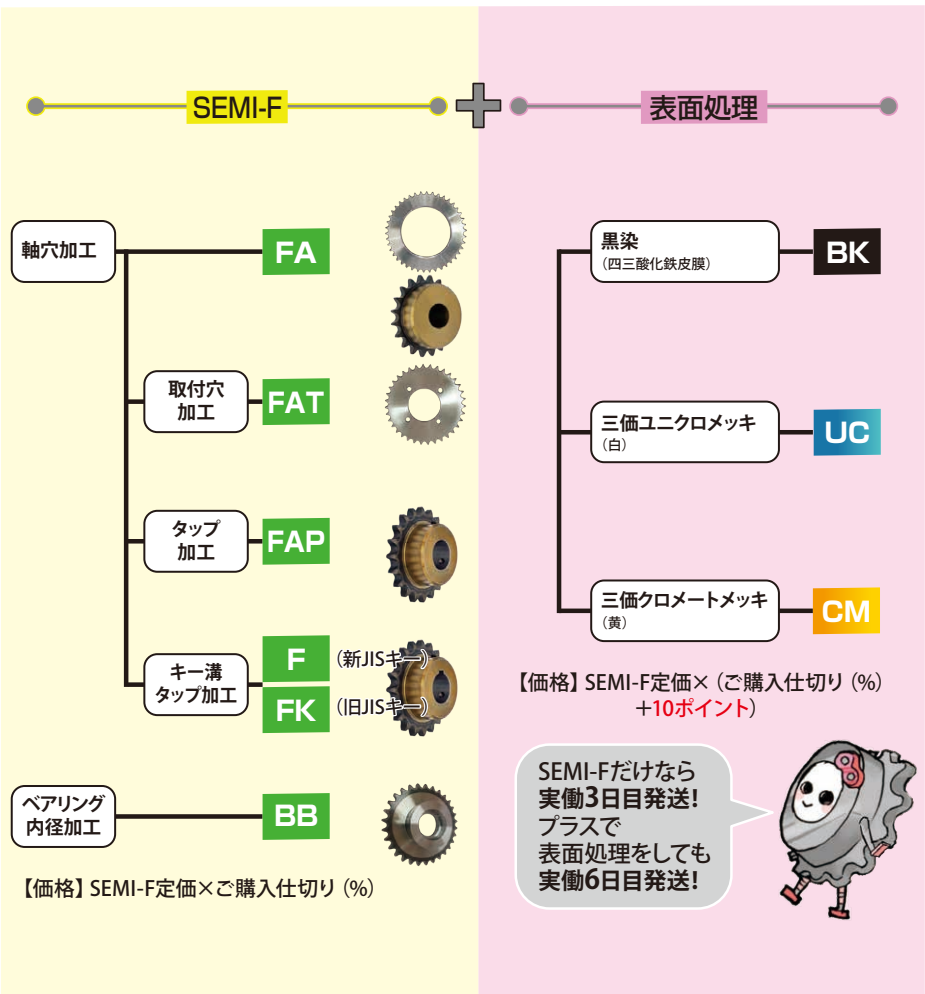 SEMI-F
表面処理
軸穴加工
FA
取付穴
加工
FAT
タップ
加工
FAP
キー溝
タップ加工
F
(新JISキー)
FK
(旧JISキー)
ベアリング
内径加工
BB
【価格】SEMI-F定価×ご購入仕切り(%)
黒染
(四三酸化鉄皮膜)
BK
三価ユニクロメッキ
(白)
UC
三価クロメートメッキ
(黄)
CM
【価格】SEMI-F定価×(ご購入仕切り(%)
+10ポイント)
SEMI-Fだけなら
実働3日目発送!
プラスで
表面処理をしても
実働6日目発送!